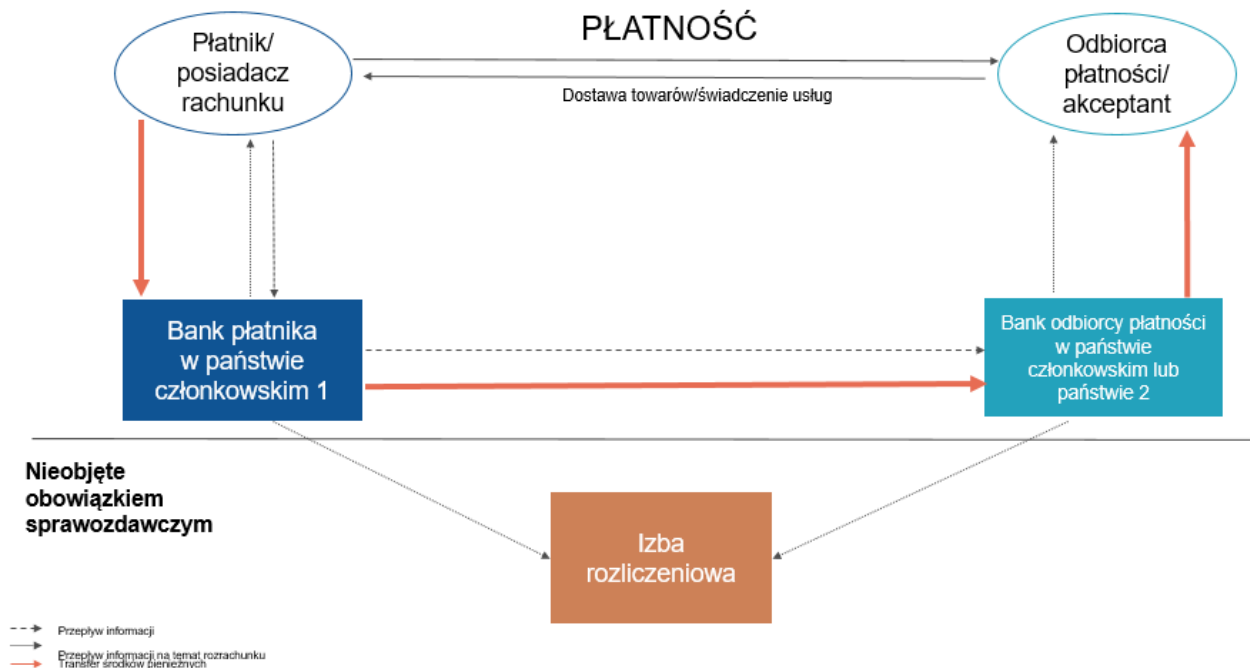 PŁATNOŚĆ
Płatnik/
posiadacz
rachunku
Odbiorca
płatności/
akceptant
Dostawa towarów/świadczenie usług
Bank płatnika
w państwie
członkowskim 1
Bank odbiorcy płatności
w państwie
członkowskim lub
państwie 2
Nieobjęte
obowiązkiem
sprawozdawczym
Izba
rozliczeniowa
Przepływ informacji
Przepływ informacji na temat rozrachunku
Transfer środków pieniężnych